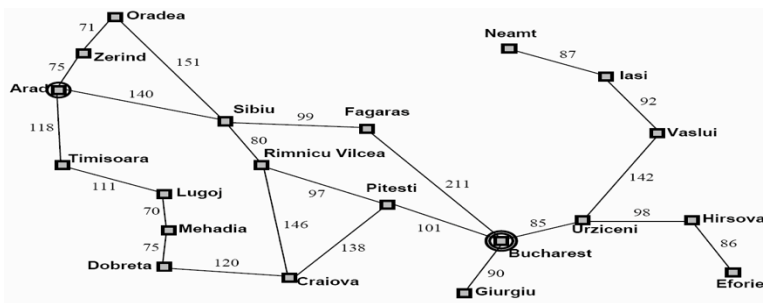 Oradea
71
Neamt
Zerind
87
151
75
Iasi
Arad
140
Sibiu
99
Fagaras
92
118
80
Vaslui
Timisoara
Rimnicu Vilcea
111
Lugoj
97
Pitesti
211
142
70
146
98
Hirsova
Mehadia
101
85
Urziceni
75
138
Bucharest
86
Dobreta
120
90
Craiova
Giurgiu
Eforie